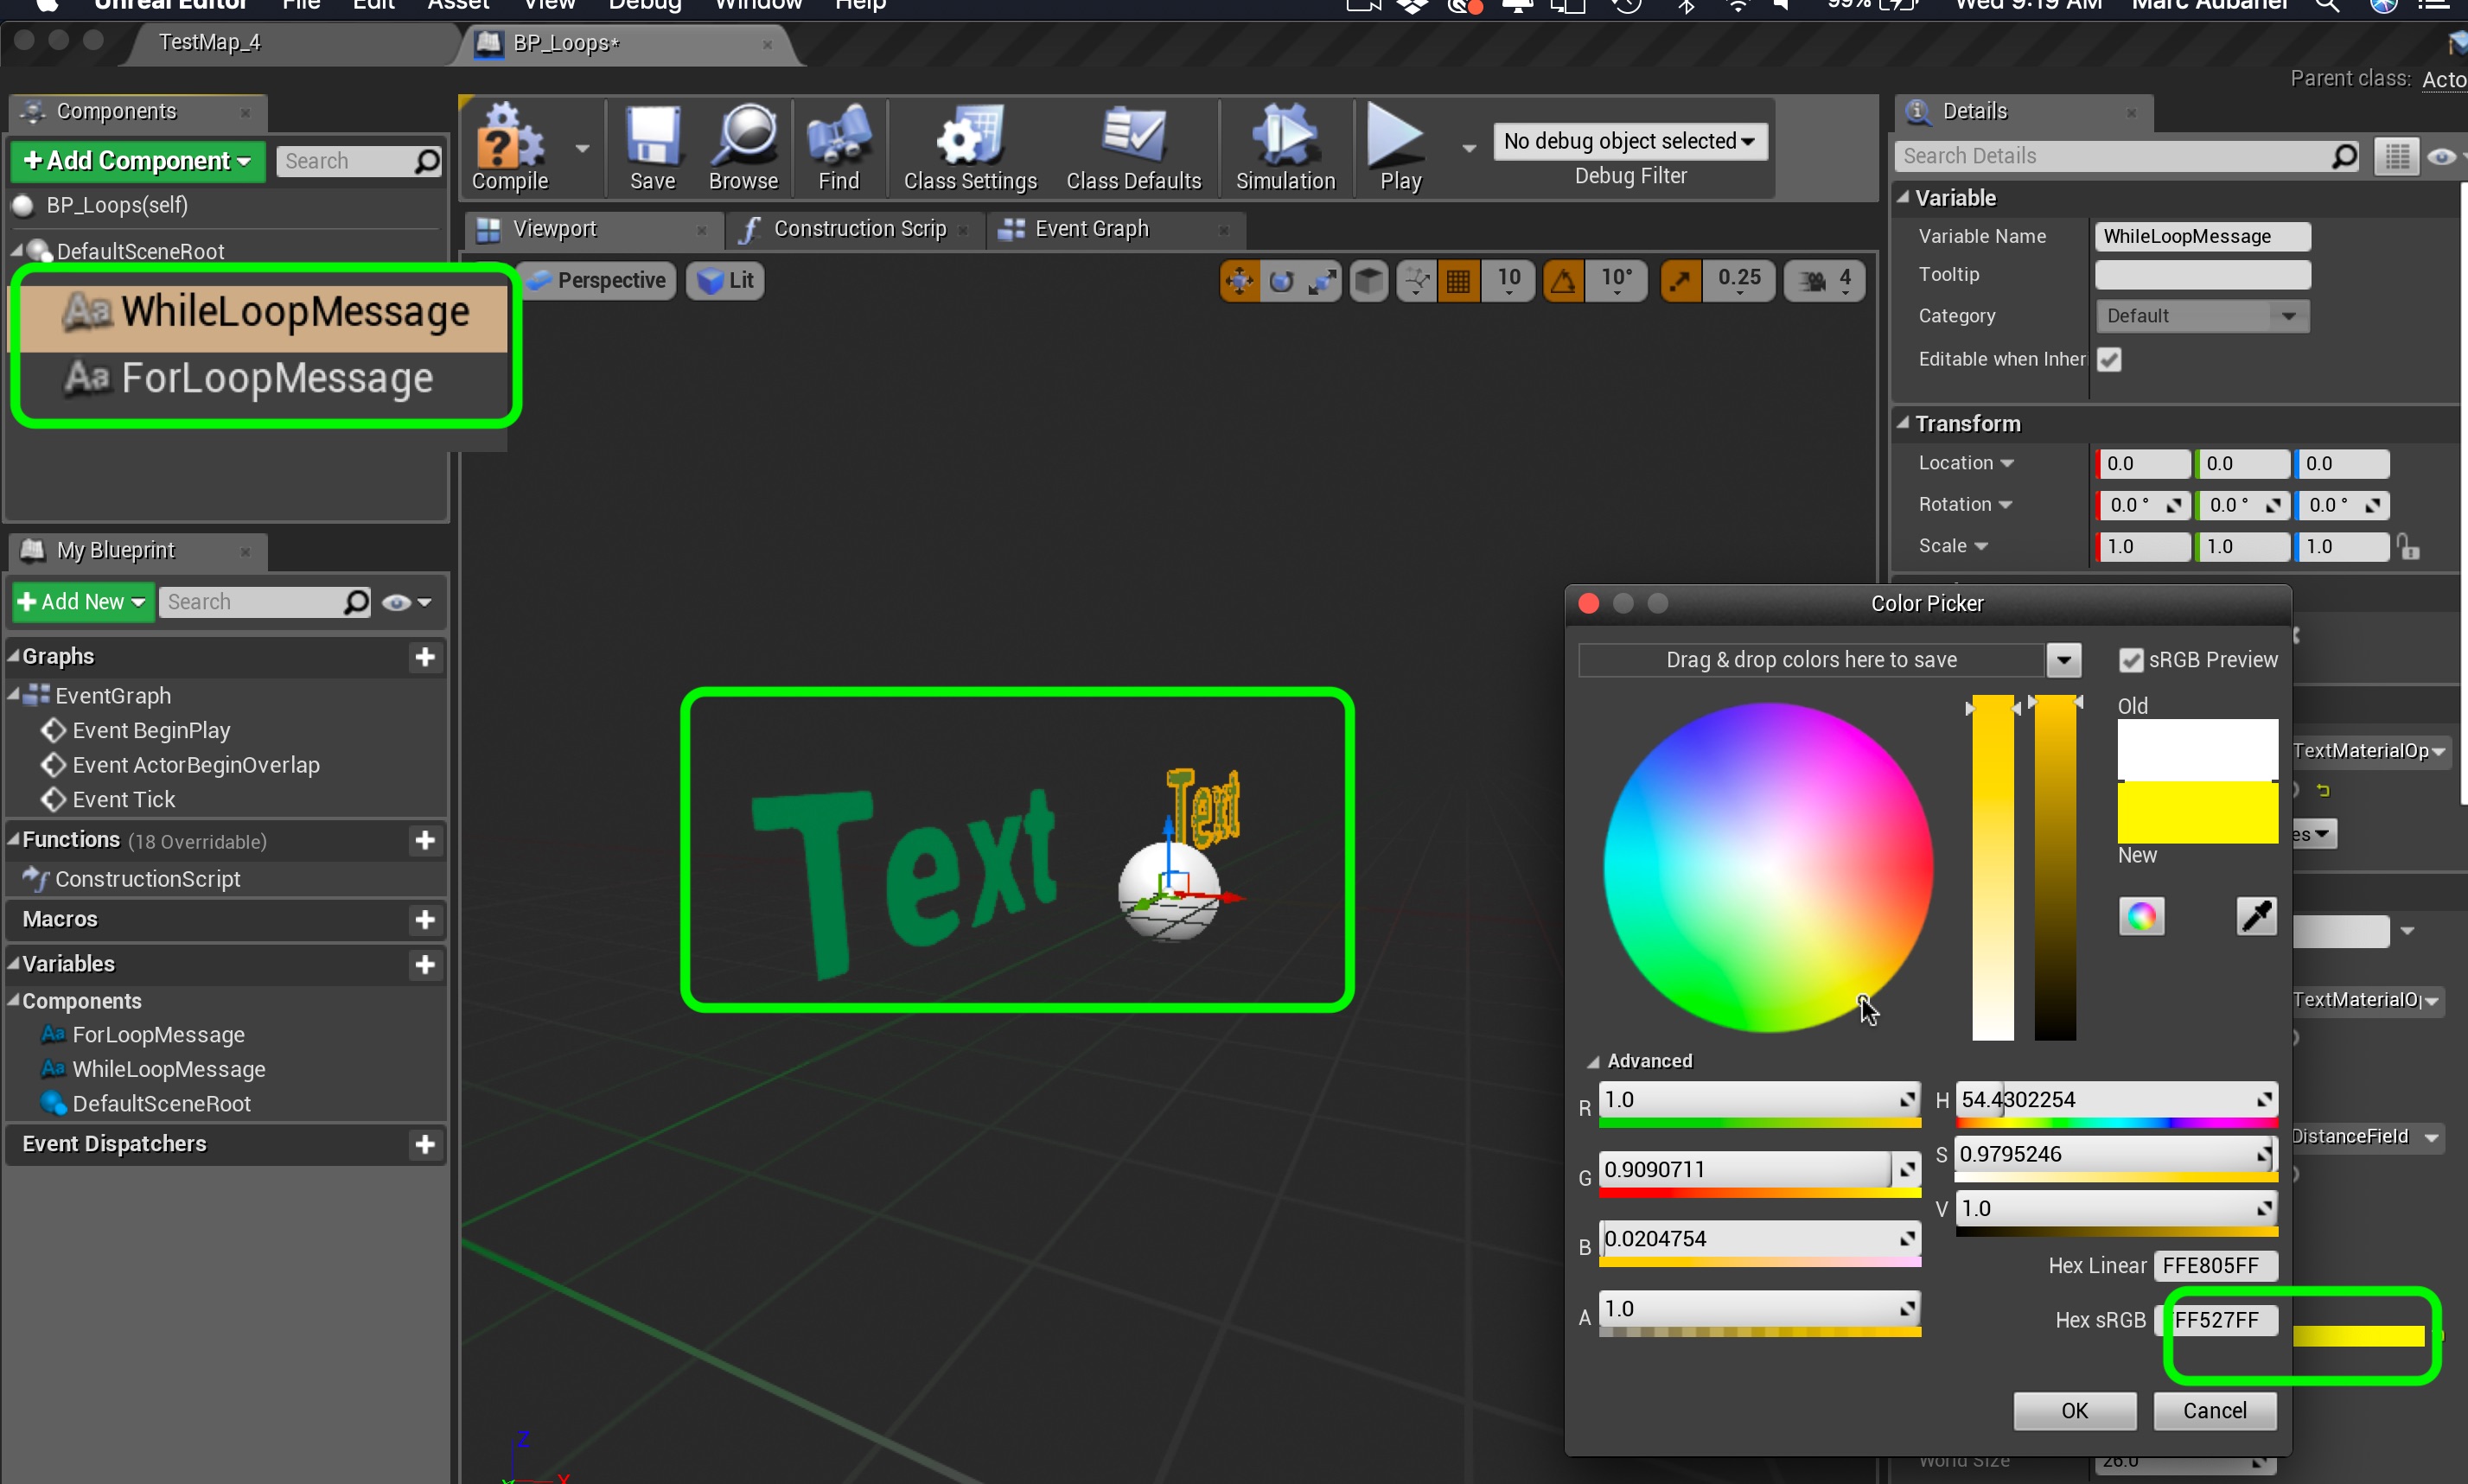 Unreal Editor File Edit Asset View Debug Window Help 99% Wed 9:19 AM Marc Aubanel
TestMap_4
BP_Loops*
Parent class: Acto
Components
+ Add Component
Search
BP_Loops(self)
DefaultSceneRoot
Aa WhileLoopMessage
Aa ForLoopMessage
Compile
Save
Browse
Find
Class Settings
Class Defaults
Simulation
Play
No debug object selected
Debug Filter
Viewport
Construction Scrip
Event Graph
Perspective
Lit
10
10°
0.25
4
Text
Text
Z
X
My Blueprint
+ Add New
Search
Graphs
EventGraph
Event BeginPlay
Event ActorBeginOverlap
Event Tick
Functions (18 Overridable)
ConstructionScript
Macros
Variables
Components
Aa ForLoopMessage
Aa WhileLoopMessage
DefaultSceneRoot
Event Dispatchers
Details
Search Details
Variable
Variable Name WhileLoopMessage
Tooltip
Category Default
Editable when Inher
Transform
Location 0.0 0.0 0.0
Rotation 0.0 ° 0.0 ° 0.0 °
Scale 1.0 1.0 1.0
Color Picker
Drag & drop colors here to save
sRGB Preview
Old
New
Advanced
R 1.0
G 0.9090711
B 0.0204754
A 1.0
H 54.4302254
S 0.9795246
V 1.0
Hex Linear FFE805FF
Hex sRGB FF527FF
OK
Cancel
TextMaterialOp
es
TextMaterialO
DistanceField
World Size 26.0